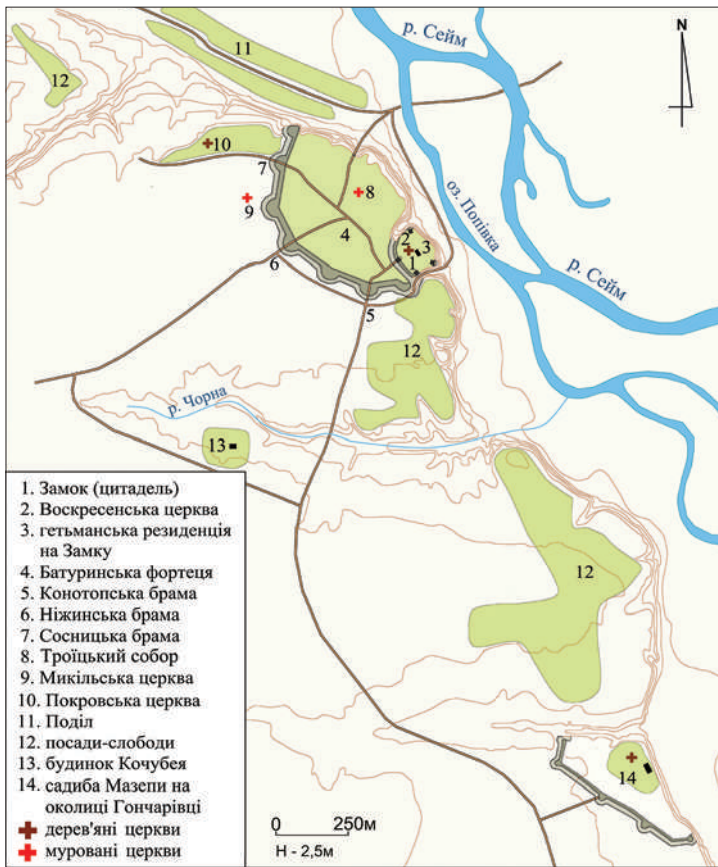 11
р. Сейм
N
12
10
7
8
9
4
2
3
1
оз. Попівка
6
5
р. Сейм
12
р. Чорна
13
12
14
1. Замок (цитадель)
2. Воскресенська церква
3. гетьманська резиденція
на Замку
4. Батуринська фортеця
5. Конотопська брама
6. Ніжинська брама
7. Сосницька брама
8. Троїцький собор
9. Микільська церква
10. Покровська церква
11. Поділ
12. посади-слободи
13. будинок Кочубея
14. садиба Мазепи на
околиці Гончарівці
дерев'яні церкви
муровані церкви
0 250м
Н - 2,5м